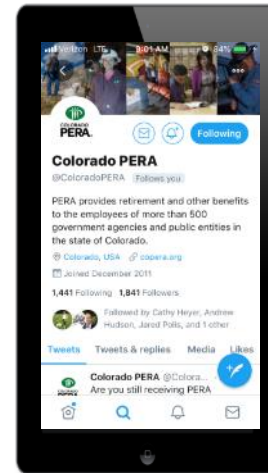 Verizon LTE 9:01 AM 84%
COLORADO
PERA
Following
Colorado PERA
@ColoradoPERA Follows you
PERA provides retirement and other benefits
to the employees of more than 500
government agencies and public entities in
the state of Colorado.
Colorado, USA copera.org
Joined December 2011
1,441 Following 1,841 Followers
Followed by Cathy Heyer, Andrew
Hudson, Jared Polis, and 1 other
Tweets Tweets & replies Media Likes
Colorado PERA @Colora...
Are you still receiving PERA
PERA